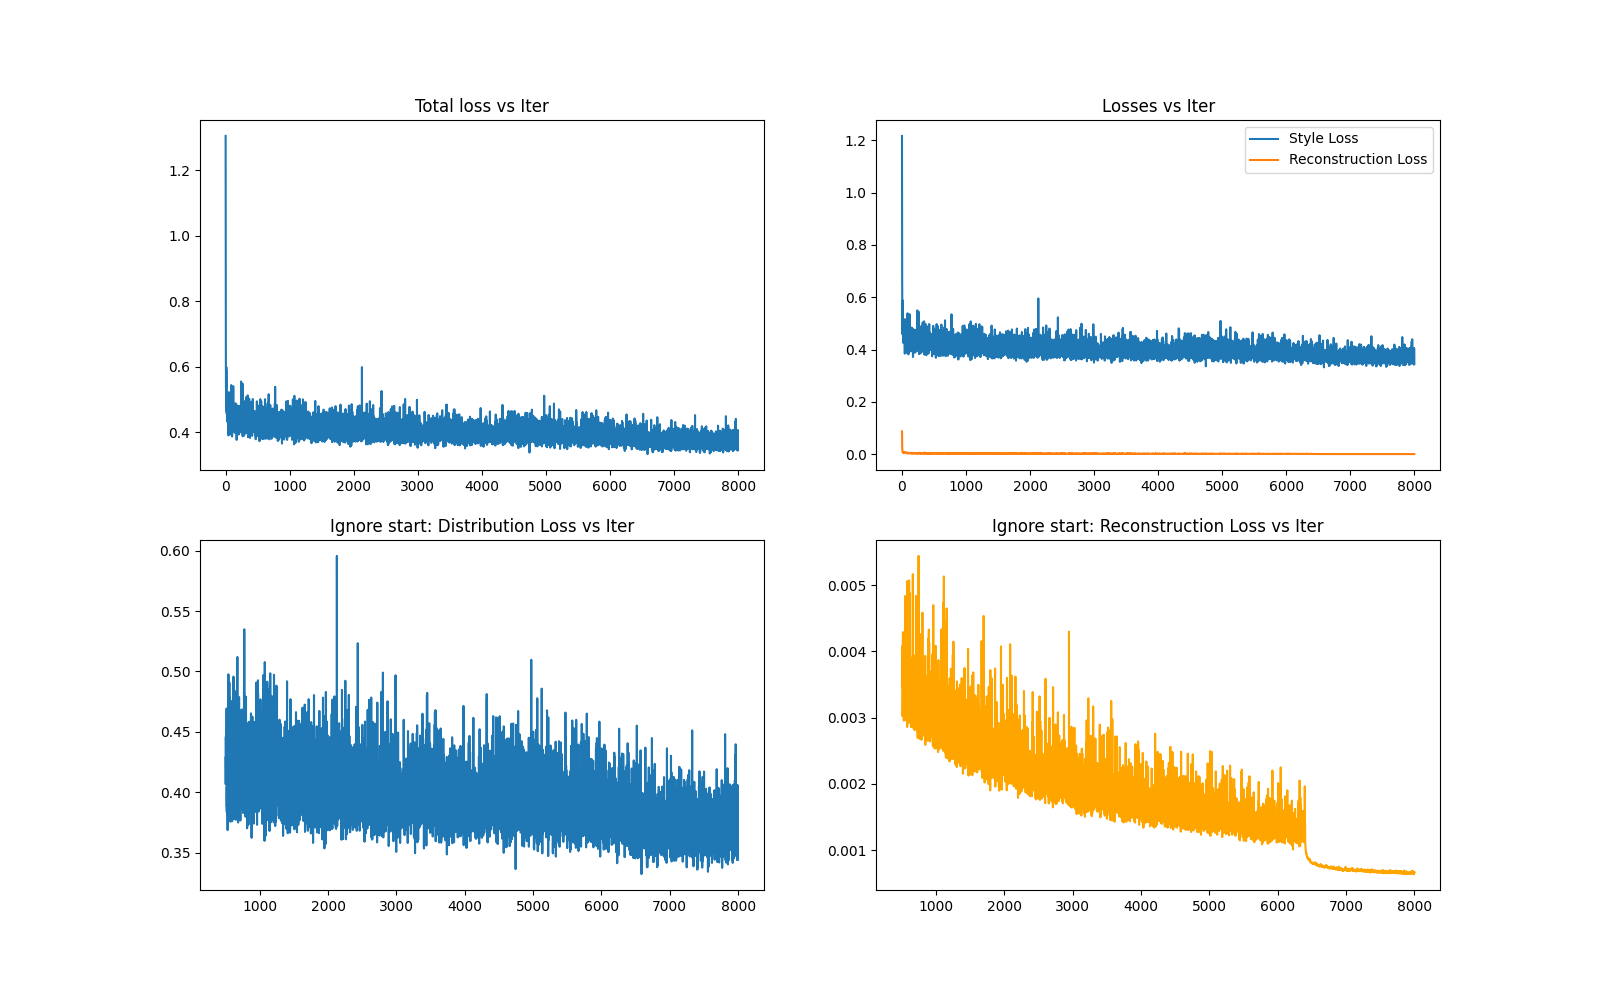 Total loss vs Iter
1.2
1.0
0.8
0.6
0.4
0 1000 2000 3000 4000 5000 6000 7000 8000
Losses vs Iter
Style Loss
Reconstruction Loss
1.2
1.0
0.8
0.6
0.4
0.2
0.0
0 1000 2000 3000 4000 5000 6000 7000 8000
Ignore start: Distribution Loss vs Iter
0.60
0.55
0.50
0.45
0.40
0.35
1000 2000 3000 4000 5000 6000 7000 8000
Ignore start: Reconstruction Loss vs Iter
0.005
0.004
0.003
0.002
0.001
1000 2000 3000 4000 5000 6000 7000 8000